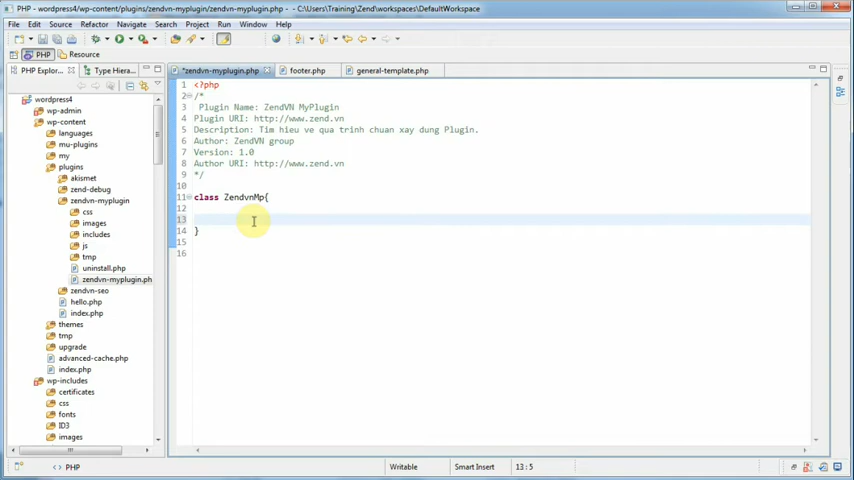 PHP - wordpress4/wp-content/plugins/zendvn-myplugin/zendvn-myplugin.php - - C:\Users\Training\Zend\workspaces\DefaultWorkspace
File Edit Source Refactor Navigate Search Project Run Window Help
PHP Resource
PHP Explor... Type Hiera...
*zendvn-myplugin.php footer.php general-template.php
wordpress4
wp-admin
wp-content
languages
mu-plugins
my
plugins
akismet
zend-debug
zendvn-myplugin
css
images
includes
js
tmp
uninstall.php
zendvn-myplugin.ph
zendvn-seo
hello.php
index.php
themes
tmp
upgrade
advanced-cache.php
index.php
wp-includes
certificates
css
fonts
ID3
images
1 <?php
2 /*
3 Plugin Name: ZendVN MyPlugin
4 Plugin URI: http://www.zend.vn
5 Description: Tim hieu ve qua trinh chuan xay dung Plugin.
6 Author: ZendVN group
7 Version: 1.0
8 Author URI: http://www.zend.vn
9 */
10
11 class ZendvnMp{
12
13
14 }
15
16
PHP Writable Smart Insert 13:5